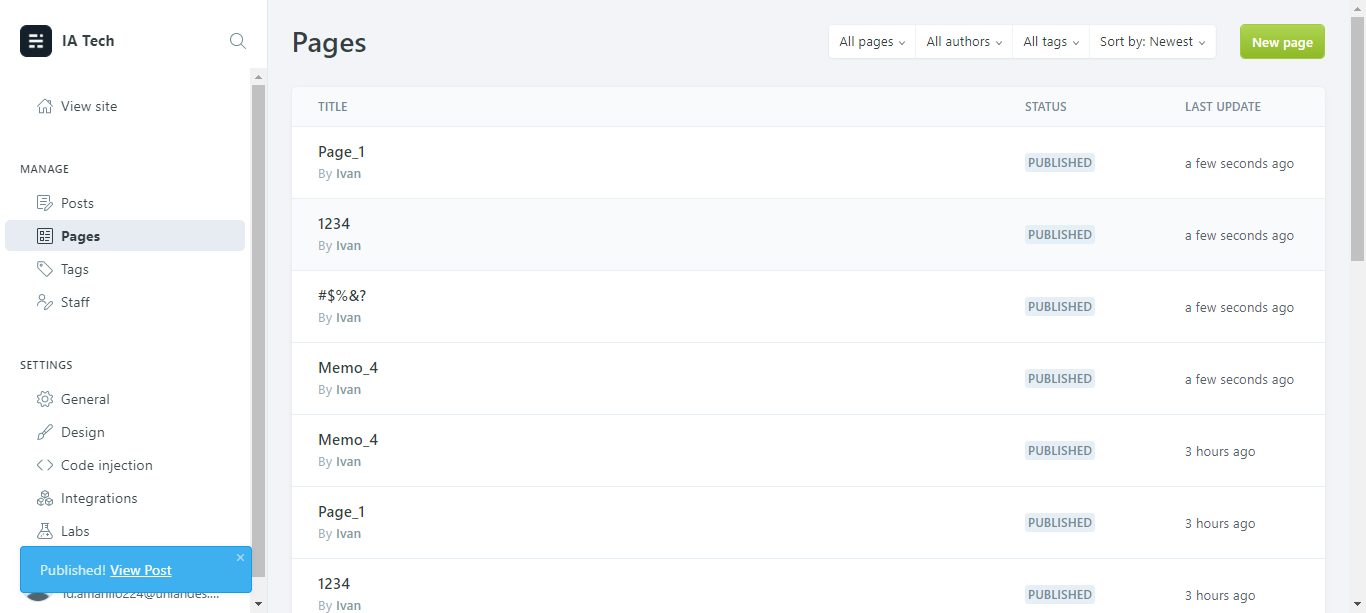 IA Tech
View site
MANAGE
Posts
Pages
Tags
Staff
SETTINGS
General
Design
Code injection
Integrations
Labs
Published! View Post
×
Pages
All pages
All authors
All tags
Sort by: Newest
New page
TITLE STATUS LAST UPDATE
Page_1
By Ivan
PUBLISHED
a few seconds ago
1234
By Ivan
PUBLISHED
a few seconds ago
#$%&?
By Ivan
PUBLISHED
a few seconds ago
Memo_4
By Ivan
PUBLISHED
a few seconds ago
Memo_4
By Ivan
PUBLISHED
3 hours ago
Page_1
By Ivan
PUBLISHED
3 hours ago
1234
By Ivan
PUBLISHED
3 hours ago